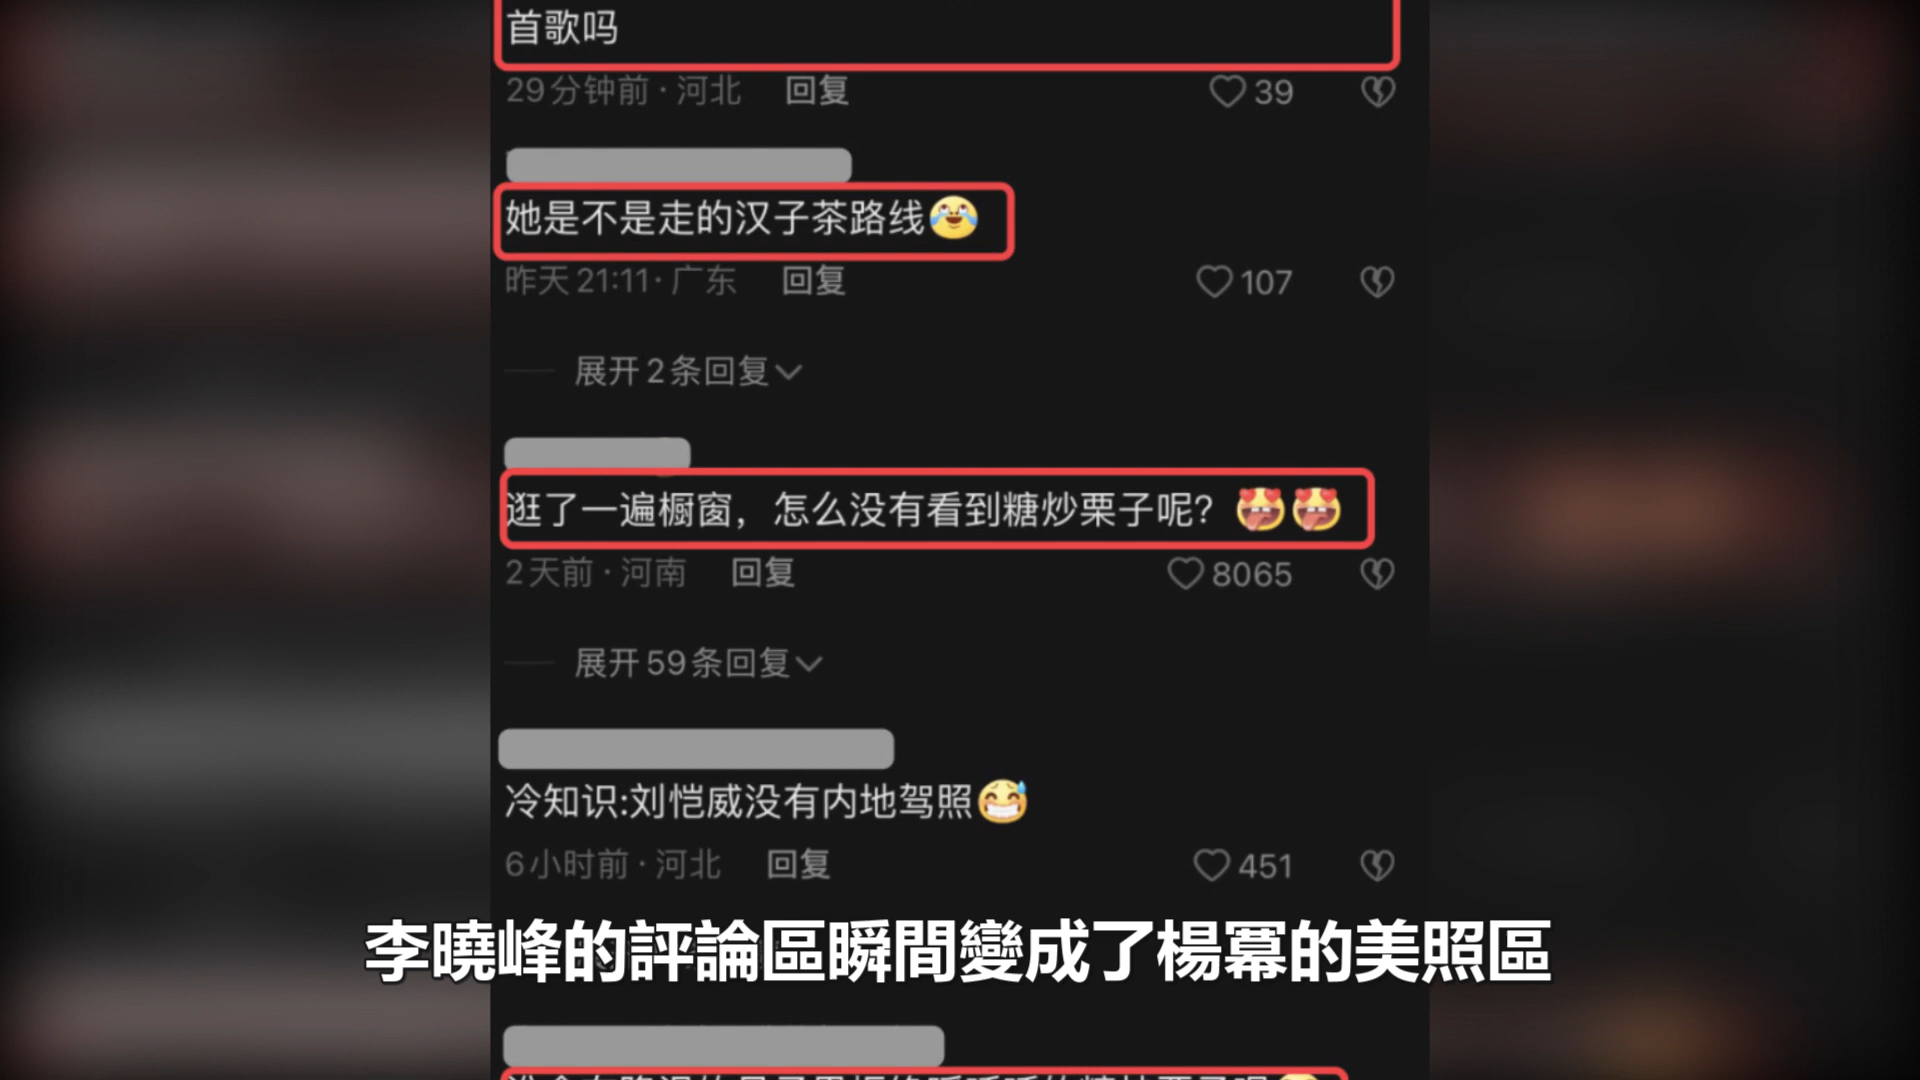 首歌吗
29分钟前·河北 回复 39
她是不是走的汉子茶路线😂
昨天21:11·广东 回复 107
展开2条回复
逛了一遍橱窗，怎么没有看到糖炒栗子呢？😍😍
2天前·河南 回复 8065
展开59条回复
冷知识:刘恺威没有内地驾照😅
6小时前·河北 回复 451
李曉峰的評論區瞬間變成了楊冪的美照區